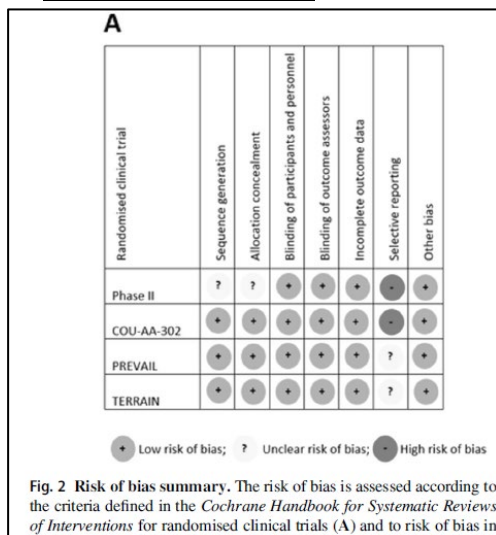 A
Randomised clinical trial
Sequence generation
Allocation concealment
Blinding of participants and personnel
Blinding of outcome assessors
Incomplete outcome data
Selective reporting
Other bias
Phase II ? ? + + + - +
COU-AA-302 + + + + + - +
PREVAIL + + + + + ? +
TERRAIN + + + + + ? +
+ Low risk of bias; ? Unclear risk of bias; - High risk of bias
Fig. 2 Risk of bias summary. The risk of bias is assessed according to
the criteria defined in the Cochrane Handbook for Systematic Reviews
of Interventions for randomised clinical trials (A) and to risk of bias in